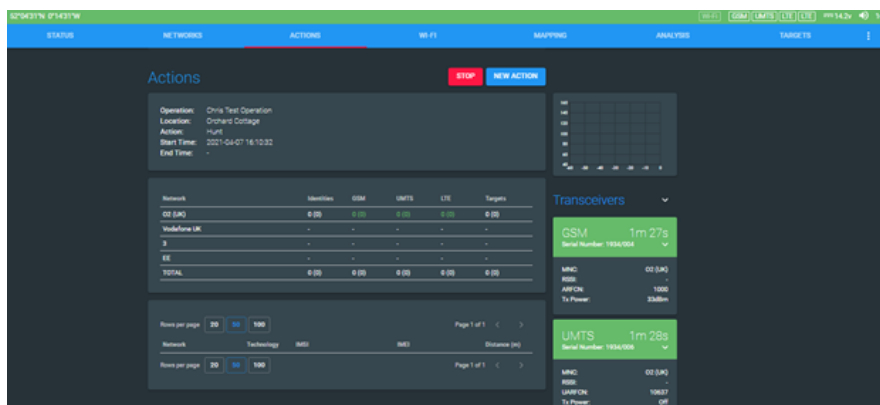 52°04'31"N 0°14'31"W Wi-Fi GSM UMTS LTE LTE 14.2v
STATUS NETWORKS ACTIONS WI-FI MAPPING ANALYSIS TARGETS
Actions STOP NEW ACTION
Operation: Chris Test Operation
Location: Orchard Cottage
Action: Hunt
Start Time: 2021-04-07 16:10:32
End Time: -
Network Identities GSM UMTS LTE Targets
O2 (UK) 0 (0) 0 (0) 0 (0) 0 (0) 0 (0)
Vodafone UK - - - - -
3 - - - - -
EE - - - - -
TOTAL 0 (0) 0 (0) 0 (0) 0 (0) 0 (0)
Rows per page 20 50 100 Page 1 of 1 < >
Network Technology IMSI IMEI Distance (m)
Rows per page 20 50 100 Page 1 of 1 < >
Transceivers
GSM 1m 27s
Serial Number: 1934/004
MNC: O2 (UK)
RSSI: -
ARFCN: 1000
Tx Power: 33dBm
UMTS 1m 28s
Serial Number: 1934/006
MNC: O2 (UK)
RSSI: -
UARFCN: 10637
Tx Power: Off